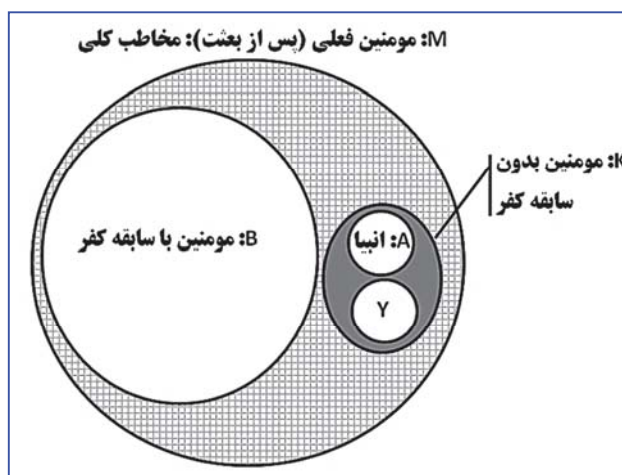 M: مومنین فعلی (پس از بعثت): مخاطب کلی
K: مومنین بدون
سابقه کفر
A: انبیا
B: مومنین با سابقه کفر
Y